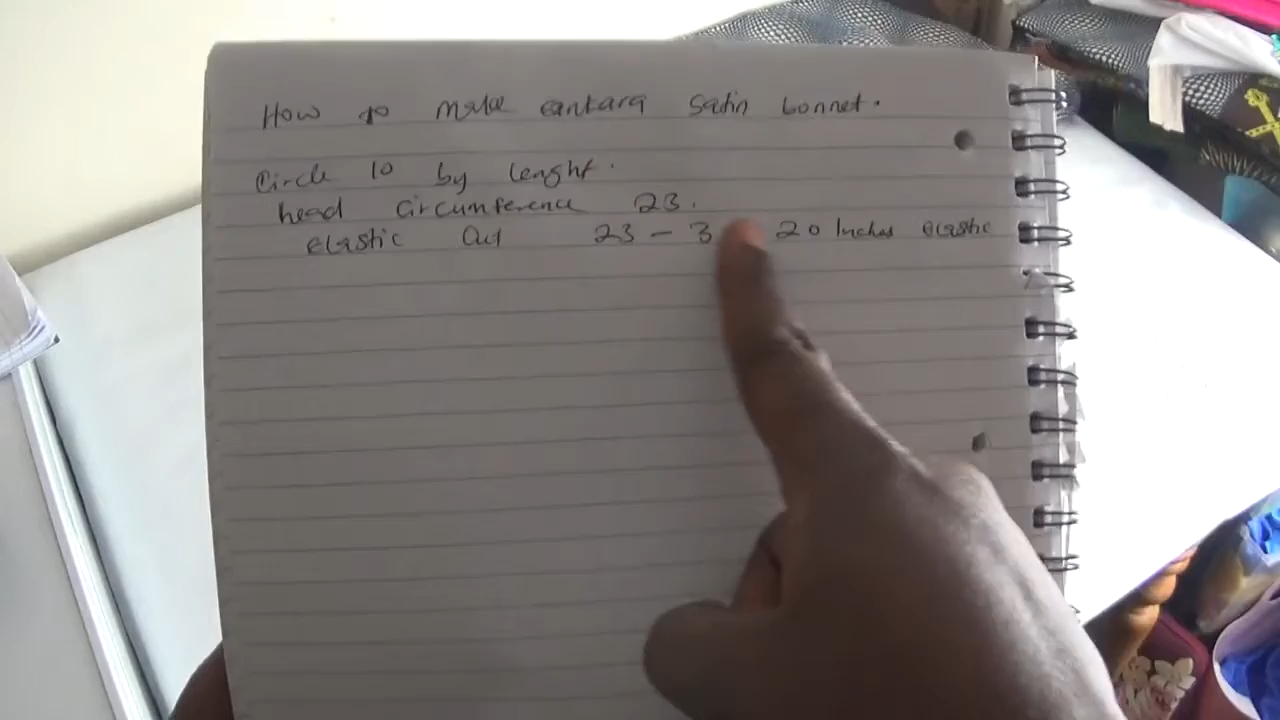 How to make cantara satin bonnet.
Circle 10 by lenght.
head circumference 23.
elastic cut 23 - 3 20 Inches elastic